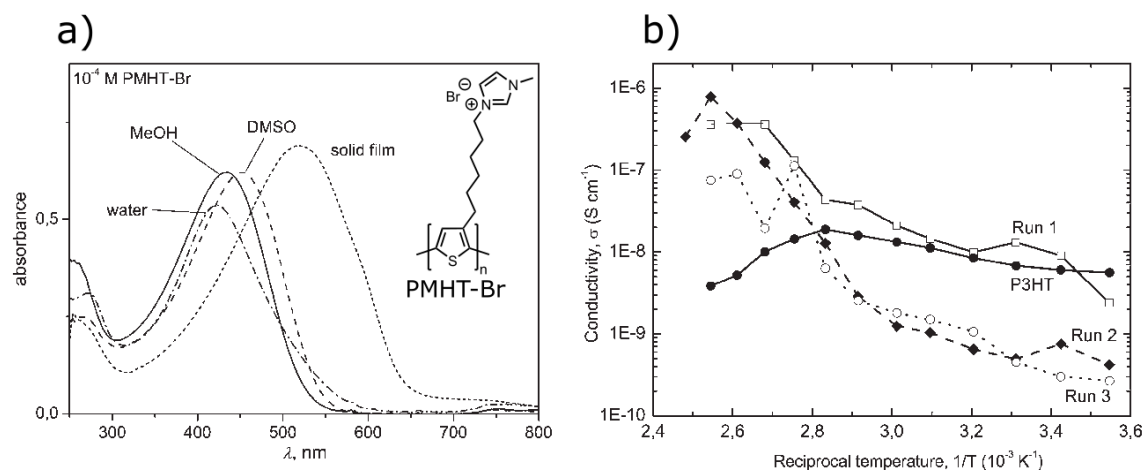 a)
10⁻⁴ M PMHT-Br
MeOH
DMSO
solid film
water
Br
⊖
N
N
+
S
n
PMHT-Br
absorbance
0,5
0,0
300
400
500
600
700
800
λ, nm
b)
1E-6
1E-7
1E-8
1E-9
1E-10
Conductivity, σ (S cm⁻¹)
Run 1
P3HT
Run 2
Run 3
2,4
2,6
2,8
3,0
3,2
3,4
3,6
Reciprocal temperature, 1/T (10⁻³ K⁻¹)